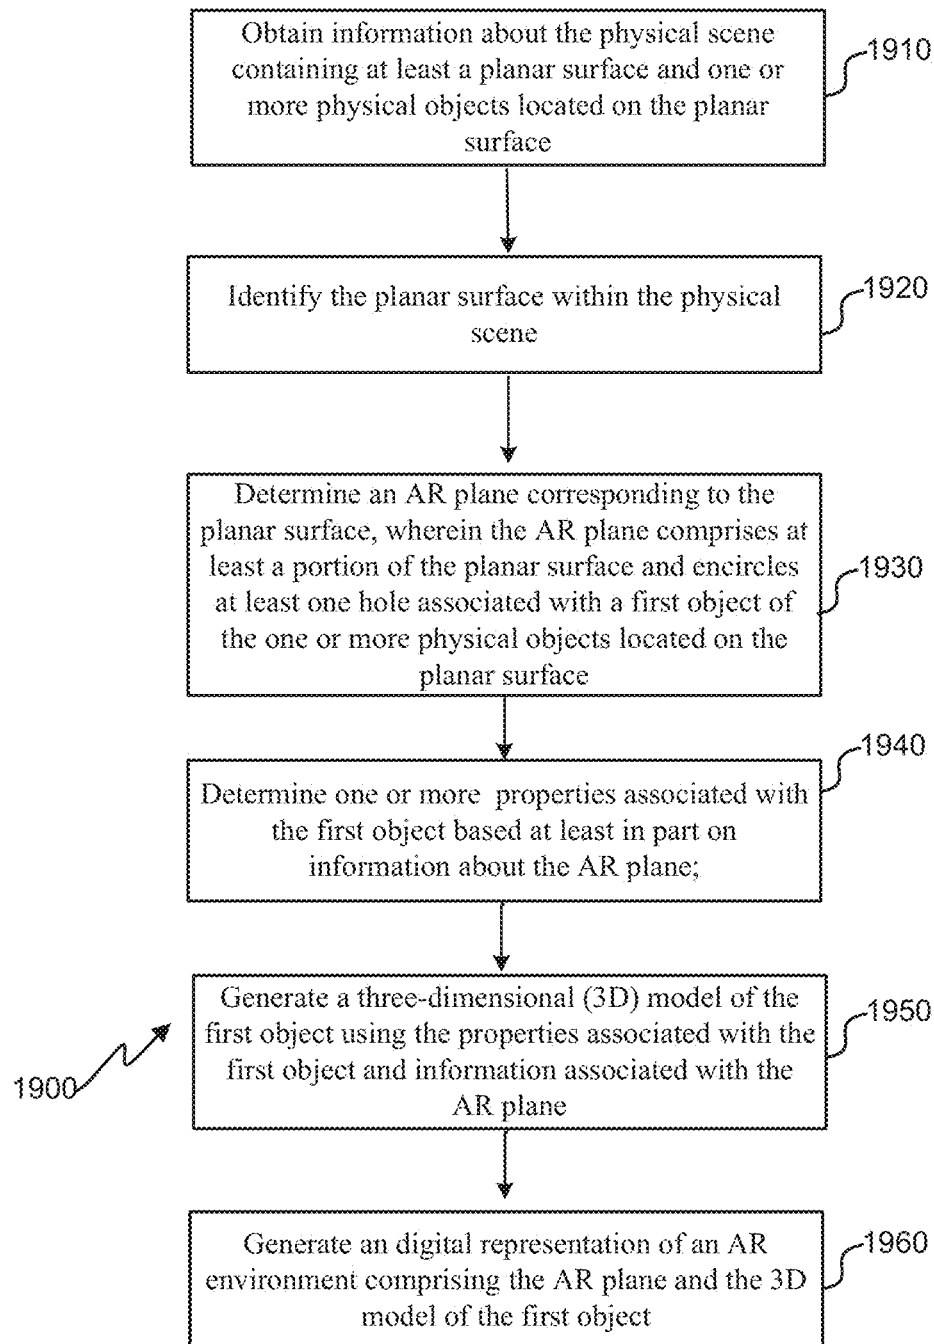 Obtain information about the physical scene
containing at least a planar surface and one or
more physical objects located on the planar
surface
1910
Identify the planar surface within the physical
scene
1920
Determine an AR plane corresponding to the
planar surface, wherein the AR plane comprises at
least a portion of the planar surface and encircles
at least one hole associated with a first object of
the one or more physical objects located on the
planar surface
1930
Determine one or more properties associated with
the first object based at least in part on
information about the AR plane;
1940
Generate a three-dimensional (3D) model of the
first object using the properties associated with the
first object and information associated with the
AR plane
1950
1900
Generate an digital representation of an AR
environment comprising the AR plane and the 3D
model of the first object
1960